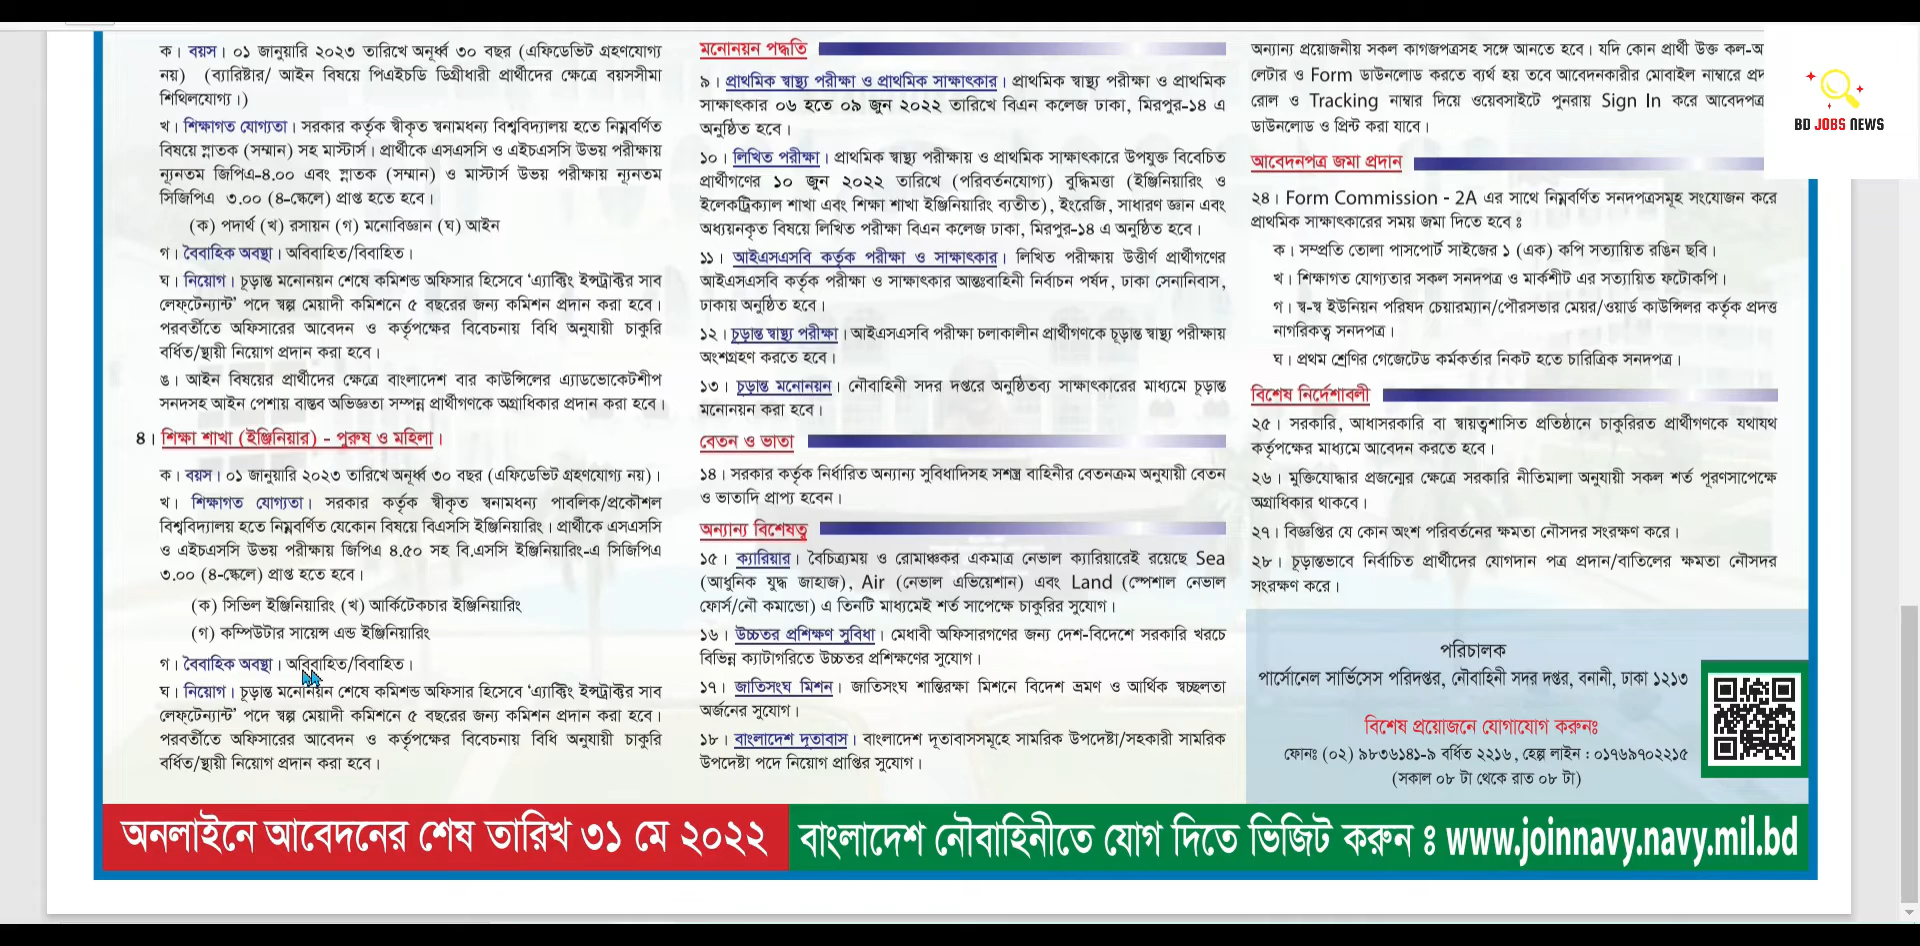 ক। বয়স। ০১ জানুয়ারি ২০২৩ তারিখে অনূর্ধ্ব ৩০ বছর (এফিডেভিট গ্রহণযোগ্য
নয়) (ব্যারিষ্টার/ আইন বিষয়ে পিএইচডি ডিগ্রীধারী প্রার্থীদের ক্ষেত্রে বয়সসীমা
শিথিলযোগ্য।)
খ। শিক্ষাগত যোগ্যতা। সরকার কর্তৃক স্বীকৃত স্বনামধন্য বিশ্ববিদ্যালয় হতে নিম্নবর্ণিত
বিষয়ে স্নাতক (সম্মান) সহ মাস্টার্স। প্রার্থীকে এসএসসি ও এইচএসসি উভয় পরীক্ষায়
ন্যূনতম জিপিএ-৪.০০ এবং স্নাতক (সম্মান) ও মাস্টার্স উভয় পরীক্ষায় ন্যূনতম
সিজিপিএ ৩.০০ (৪-স্কেলে) প্রাপ্ত হতে হবে।
(ক) পদার্থ (খ) রসায়ন (গ) মনোবিজ্ঞান (ঘ) আইন
গ। বৈবাহিক অবস্থা। অবিবাহিত/বিবাহিত।
ঘ। নিয়োগ। চূড়ান্ত মনোনয়ন শেষে কমিশন্ড অফিসার হিসেবে ‘এ্যাক্টিং ইন্সট্রাক্টর সাব
লেফ্টেন্যান্ট’ পদে স্বল্প মেয়াদী কমিশনে ৫ বছরের জন্য কমিশন প্রদান করা হবে।
পরবর্তীতে অফিসারের আবেদন ও কর্তৃপক্ষের বিবেচনায় বিধি অনুযায়ী চাকুরি
বর্ধিত/স্থায়ী নিয়োগ প্রদান করা হবে।
ঙ। আইন বিষয়ের প্রার্থীদের ক্ষেত্রে বাংলাদেশ বার কাউন্সিলের এ্যাডভোকেটশীপ
সনদসহ আইন পেশায় বাস্তব অভিজ্ঞতা সম্পন্ন প্রার্থীগণকে অগ্রাধিকার প্রদান করা হবে।
৪। শিক্ষা শাখা (ইঞ্জিনিয়ার) - পুরুষ ও মহিলা।
ক। বয়স। ০১ জানুয়ারি ২০২৩ তারিখে অনূর্ধ্ব ৩০ বছর (এফিডেভিট গ্রহণযোগ্য নয়)।
খ। শিক্ষাগত যোগ্যতা। সরকার কর্তৃক স্বীকৃত স্বনামধন্য পাবলিক/প্রকৌশল
বিশ্ববিদ্যালয় হতে নিম্নবর্ণিত যেকোন বিষয়ে বিএসসি ইঞ্জিনিয়ারিং। প্রার্থীকে এসএসসি
ও এইচএসসি উভয় পরীক্ষায় জিপিএ ৪.৫০ সহ বি.এসসি ইঞ্জিনিয়ারিং-এ সিজিপিএ
৩.০০ (৪-স্কেলে) প্রাপ্ত হতে হবে।
(ক) সিভিল ইঞ্জিনিয়ারিং (খ) আর্কিটেকচার ইঞ্জিনিয়ারিং
(গ) কম্পিউটার সায়েন্স এন্ড ইঞ্জিনিয়ারিং
গ। বৈবাহিক অবস্থা। অবিবাহিত/বিবাহিত।
ঘ। নিয়োগ। চূড়ান্ত মনোনয়ন শেষে কমিশন্ড অফিসার হিসেবে ‘এ্যাক্টিং ইন্সট্রাক্টর সাব
লেফ্টেন্যান্ট’ পদে স্বল্প মেয়াদী কমিশনে ৫ বছরের জন্য কমিশন প্রদান করা হবে।
পরবর্তীতে অফিসারের আবেদন ও কর্তৃপক্ষের বিবেচনায় বিধি অনুযায়ী চাকুরি
বর্ধিত/স্থায়ী নিয়োগ প্রদান করা হবে।
মনোনয়ন পদ্ধতি
৯। প্রাথমিক স্বাস্থ্য পরীক্ষা ও প্রাথমিক সাক্ষাৎকার। প্রাথমিক স্বাস্থ্য পরীক্ষা ও প্রাথমিক
সাক্ষাৎকার ০৬ হতে ০৯ জুন ২০২২ তারিখে বিএন কলেজ ঢাকা, মিরপুর-১৪ এ
অনুষ্ঠিত হবে।
১০। লিখিত পরীক্ষা। প্রাথমিক স্বাস্থ্য পরীক্ষায় ও প্রাথমিক সাক্ষাৎকারে উপযুক্ত বিবেচিত
প্রার্থীগণের ১০ জুন ২০২২ তারিখে (পরিবর্তনযোগ্য) বুদ্ধিমত্তা (ইঞ্জিনিয়ারিং ও
ইলেকট্রিক্যাল শাখা এবং শিক্ষা শাখা ইঞ্জিনিয়ারিং ব্যতীত), ইংরেজি, সাধারণ জ্ঞান এবং
অধ্যয়নকৃত বিষয়ে লিখিত পরীক্ষা বিএন কলেজ ঢাকা, মিরপুর-১৪ এ অনুষ্ঠিত হবে।
১১। আইএসএসবি কর্তৃক পরীক্ষা ও সাক্ষাৎকার। লিখিত পরীক্ষায় উত্তীর্ণ প্রার্থীগণের
আইএসএসবি কর্তৃক পরীক্ষা ও সাক্ষাৎকার আন্তঃবাহিনী নির্বাচন পর্ষদ, ঢাকা সেনানিবাস,
ঢাকায় অনুষ্ঠিত হবে।
১২। চূড়ান্ত স্বাস্থ্য পরীক্ষা। আইএসএসবি পরীক্ষা চলাকালীন প্রার্থীগণকে চূড়ান্ত স্বাস্থ্য পরীক্ষায়
অংশগ্রহণ করতে হবে।
১৩। চূড়ান্ত মনোনয়ন। নৌবাহিনী সদর দপ্তরে অনুষ্ঠিতব্য সাক্ষাৎকারের মাধ্যমে চূড়ান্ত
মনোনয়ন করা হবে।
বেতন ও ভাতা
১৪। সরকার কর্তৃক নির্ধারিত অন্যান্য সুবিধাদিসহ সশস্ত্র বাহিনীর বেতনক্রম অনুযায়ী বেতন
ও ভাতাদি প্রাপ্য হবেন।
অন্যান্য বিশেষত্ব
১৫। ক্যারিয়ার। বৈচিত্র্যময় ও রোমাঞ্চকর একমাত্র নেভাল ক্যারিয়ারেই রয়েছে Sea
(আধুনিক যুদ্ধ জাহাজ), Air (নেভাল এভিয়েশান) এবং Land (স্পেশাল নেভাল
ফোর্স/নৌ কমান্ডো) এ তিনটি মাধ্যমেই শর্ত সাপেক্ষে চাকুরির সুযোগ।
১৬। উচ্চতর প্রশিক্ষণ সুবিধা। মেধাবী অফিসারগণের জন্য দেশ-বিদেশে সরকারি খরচে
বিভিন্ন ক্যাটাগরিতে উচ্চতর প্রশিক্ষণের সুযোগ।
১৭। জাতিসংঘ মিশন। জাতিসংঘ শান্তিরক্ষা মিশনে বিদেশ ভ্রমণ ও আর্থিক স্বচ্ছলতা
অর্জনের সুযোগ।
১৮। বাংলাদেশ দূতাবাস। বাংলাদেশ দূতাবাসসমূহে সামরিক উপদেষ্টা/সহকারী সামরিক
উপদেষ্টা পদে নিয়োগ প্রাপ্তির সুযোগ।
অন্যান্য প্রয়োজনীয় সকল কাগজপত্রসহ সঙ্গে আনতে হবে। যদি কোন প্রার্থী উক্ত কল-আ
লেটার ও Form ডাউনলোড করতে ব্যর্থ হয় তবে আবেদনকারীর মোবাইল নাম্বারে প্রদ
রোল ও Tracking নাম্বার দিয়ে ওয়েবসাইটে পুনরায় Sign In করে আবেদনপত্র
ডাউনলোড ও প্রিন্ট করা যাবে।
আবেদনপত্র জমা প্রদান
২৪। Form Commission - 2A এর সাথে নিম্নবর্ণিত সনদপত্রসমূহ সংযোজন করে
প্রাথমিক সাক্ষাৎকারের সময় জমা দিতে হবে ঃ
ক। সম্প্রতি তোলা পাসপোর্ট সাইজের ১ (এক) কপি সত্যায়িত রঙিন ছবি।
খ। শিক্ষাগত যোগ্যতার সকল সনদপত্র ও মার্কশীট এর সত্যায়িত ফটোকপি।
গ। স্ব-স্ব ইউনিয়ন পরিষদ চেয়ারম্যান/পৌরসভার মেয়র/ওয়ার্ড কাউন্সিলর কর্তৃক প্রদত্ত
নাগরিকত্ব সনদপত্র।
ঘ। প্রথম শ্রেণির গেজেটেড কর্মকর্তার নিকট হতে চারিত্রিক সনদপত্র।
বিশেষ নির্দেশাবলী
২৫। সরকারি, আধাসরকারি বা স্বায়ত্বশাসিত প্রতিষ্ঠানে চাকুরিরত প্রার্থীগণকে যথাযথ
কর্তৃপক্ষের মাধ্যমে আবেদন করতে হবে।
২৬। মুক্তিযোদ্ধার প্রজন্মের ক্ষেত্রে সরকারি নীতিমালা অনুযায়ী সকল শর্ত পূরণসাপেক্ষে
অগ্রাধিকার থাকবে।
২৭। বিজ্ঞপ্তির যে কোন অংশ পরিবর্তনের ক্ষমতা নৌসদর সংরক্ষণ করে।
২৮। চূড়ান্তভাবে নির্বাচিত প্রার্থীদের যোগদান পত্র প্রদান/বাতিলের ক্ষমতা নৌসদর
সংরক্ষণ করে।
পরিচালক
পার্সোনেল সার্ভিসেস পরিদপ্তর, নৌবাহিনী সদর দপ্তর, বনানী, ঢাকা ১২১৩
বিশেষ প্রয়োজনে যোগাযোগ করুনঃ
ফোনঃ (০২) ৯৮৩৬১৪১-৯ বর্ধিত ২২১৬, হেল্প লাইন : ০১৭৬৯৭০২২১৫
(সকাল ০৮ টা থেকে রাত ০৮ টা)
BD JOBS NEWS
অনলাইনে আবেদনের শেষ তারিখ ৩১ মে ২০২২
বাংলাদেশ নৌবাহিনীতে যোগ দিতে ভিজিট করুন ঃ www.joinnavy.navy.mil.bd